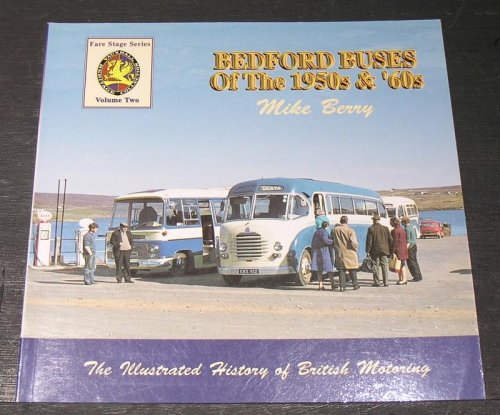 Fare Stage Series
Volume Two
BEDFORD BUSES
Of The 1950s & '60s
Mike Berry
The Illustrated History of British Motoring